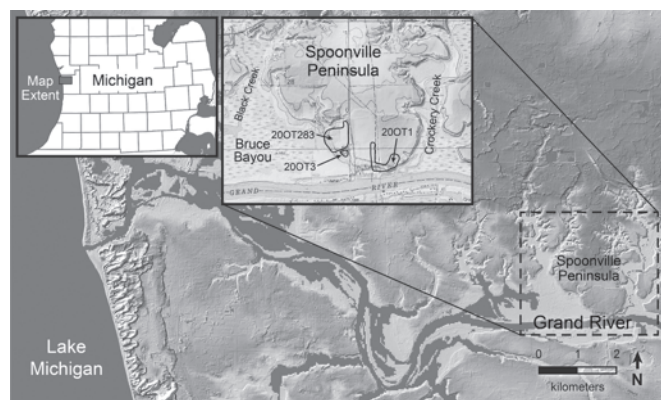 Michigan
Map
Extent
Spoonville
Peninsula
Black Creek
Crockery Creek
20OT283
20OT1
Bruce
Bayou
20OT3
GRAND RIVER
Spoonville
Peninsula
Grand River
Lake
Michigan
0 2
kilometers
N